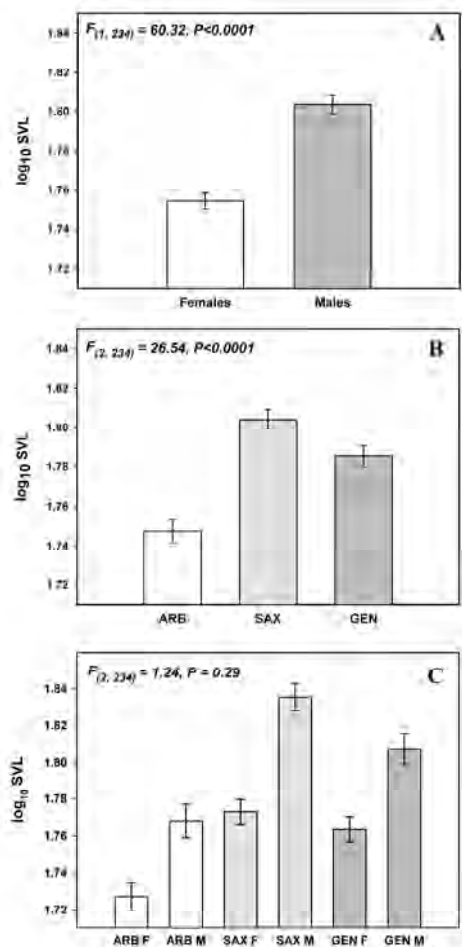 F(1, 234) = 60.32, P<0.0001
A
1.84
1.82
1.80
1.78
1.76
1.74
1.72
log10 SVL
Females Males
F(2, 234) = 26.54, P<0.0001
B
1.84
1.82
1.80
1.78
1.76
1.74
1.72
log10 SVL
ARB SAX GEN
F(2, 234) = 1.24, P = 0.29
C
1.84
1.82
1.80
1.78
1.76
1.74
1.72
log10 SVL
ARB F ARB M SAX F SAX M GEN F GEN M